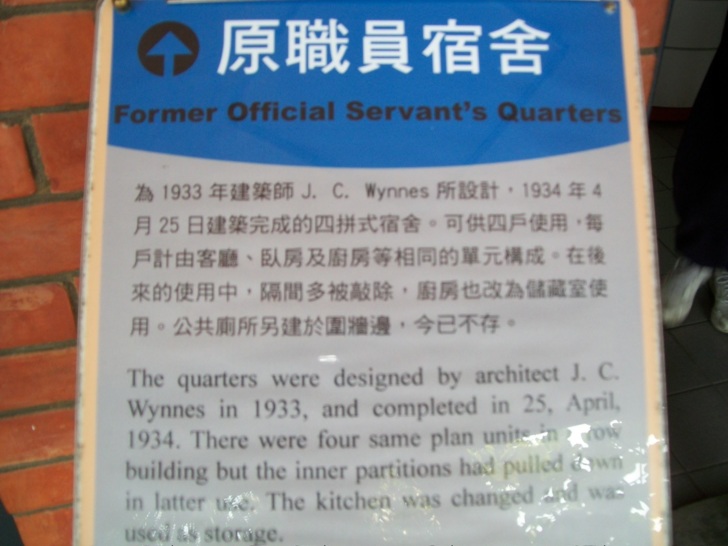 原職員宿舍
Former Official Servant's Quarters
為 1933 年建築師 J. C. Wynnes 所設計，1934 年 4
月 25 日建築完成的四拼式宿舍。可供四戶使用，每
戶計由客廳、臥房及廚房等相同的單元構成。在後
來的使用中，隔間多被敲除，廚房也改為儲藏室使
用。公共廁所另建於圍牆邊，今已不存。
The quarters were designed by architect J. C.
Wynnes in 1933, and completed in 25, April,
1934. There were four same plan units in row
building but the inner partitions had pulled down
in latter use. The kitchen was changed and was
used as storage.